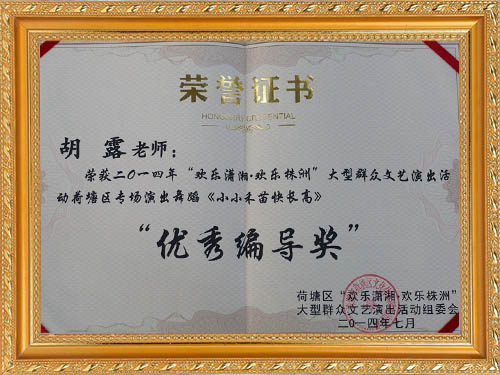 荣誉证书
胡露老师：
荣获二〇一四年“欢乐潇湘·欢乐株洲”大型群众文艺演出活
动荷塘区专场演出舞蹈《小小禾苗快长高》
“优秀编导奖”
荷塘区“欢乐潇湘·欢乐株洲”
大型群众文艺演出活动组委会
二〇一四年七月